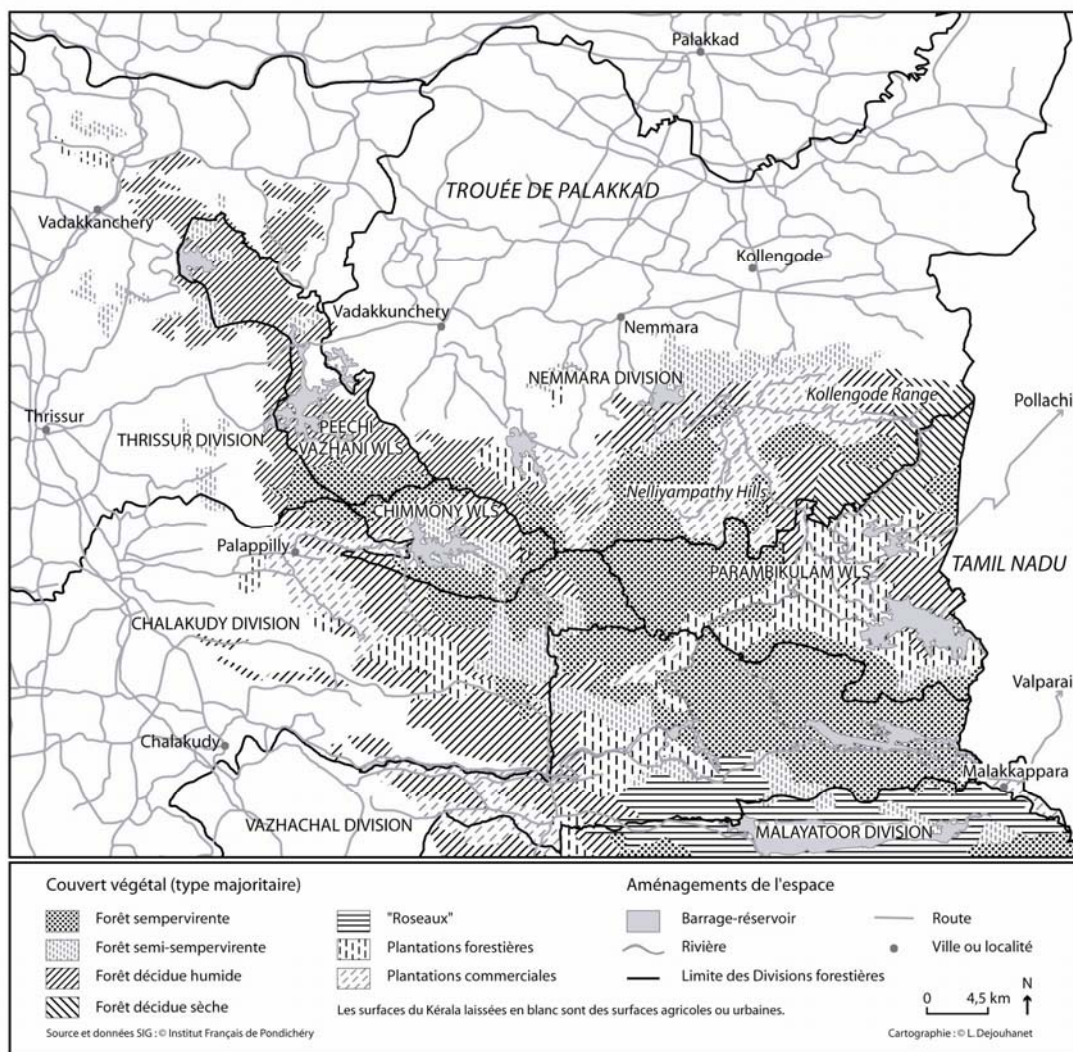 Palakkad
TROUÉE DE PALAKKAD
Vadakkanchery
Kollengode
Vadakkunchery
Nemmara
NEMMARA DIVISION
Kollengode Range
Pollachi
Thrissur
THRISSUR DIVISION
PEECHI
VAZHANI WLS
Nelliyampathy Hills
CHIMMONY WLS
Palappilly
PARAMBIKULAM WLS
TAMIL NADU
CHALAKUDY DIVISION
Valparai
Chalakudy
Malakkappara
VAZHACHAL DIVISION
MALAYATOOR DIVISION
Couvert végétal (type majoritaire)
Forêt sempervirente
Forêt semi-sempervirente
Forêt décidue humide
Forêt décidue sèche
"Roseaux"
Plantations forestières
Plantations commerciales
Aménagements de l'espace
Barrage-réservoir
Rivière
Limite des Divisions forestières
Route
Ville ou localité
Les surfaces du Kérala laissées en blanc sont des surfaces agricoles ou urbaines.
0 4,5 km
N
Source et données SIG : © Institut Français de Pondichéry
Cartographie : © L. Dejouhanet